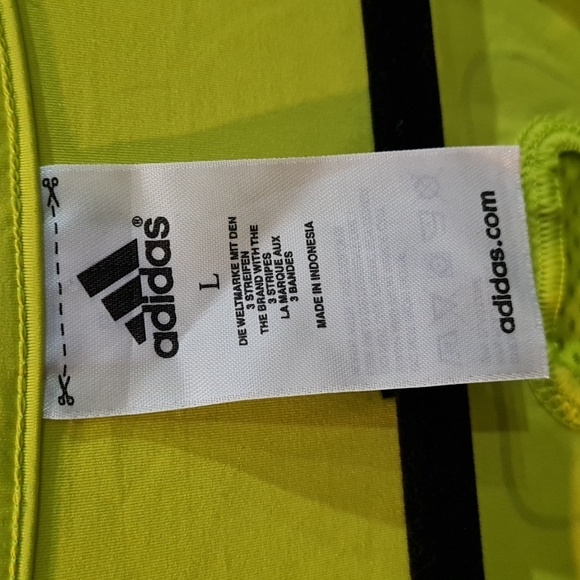 adidas®
L
DIE WELTMARKE MIT DEN
3 STREIFEN
THE BRAND WITH THE
3 STRIPES
LA MARQUE AUX
3 BANDES
MADE IN INDONESIA
adidas.com